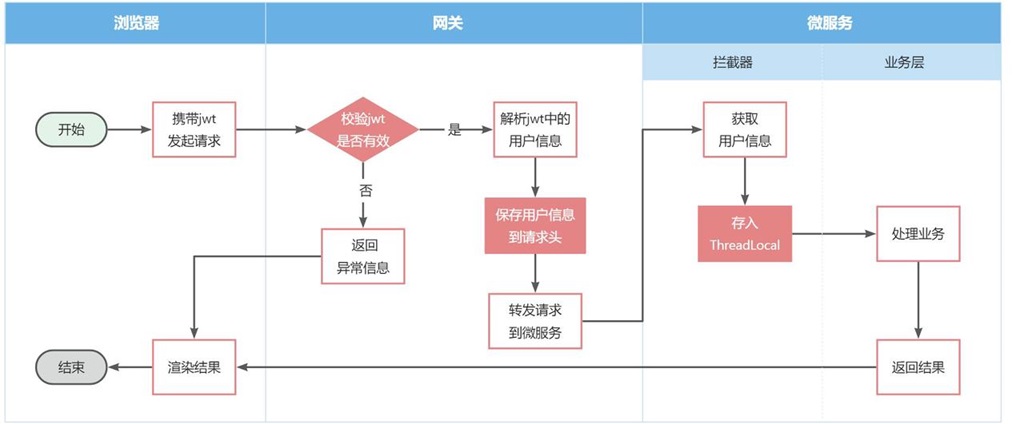 浏览器
网关
微服务
拦截器
业务层
开始
携带jwt
发起请求
校验jwt
是否有效
是
解析jwt中的
用户信息
获取
用户信息
否
保存用户信息
到请求头
存入
ThreadLocal
处理业务
返回
异常信息
转发请求
到微服务
结束
渲染结果
返回结果